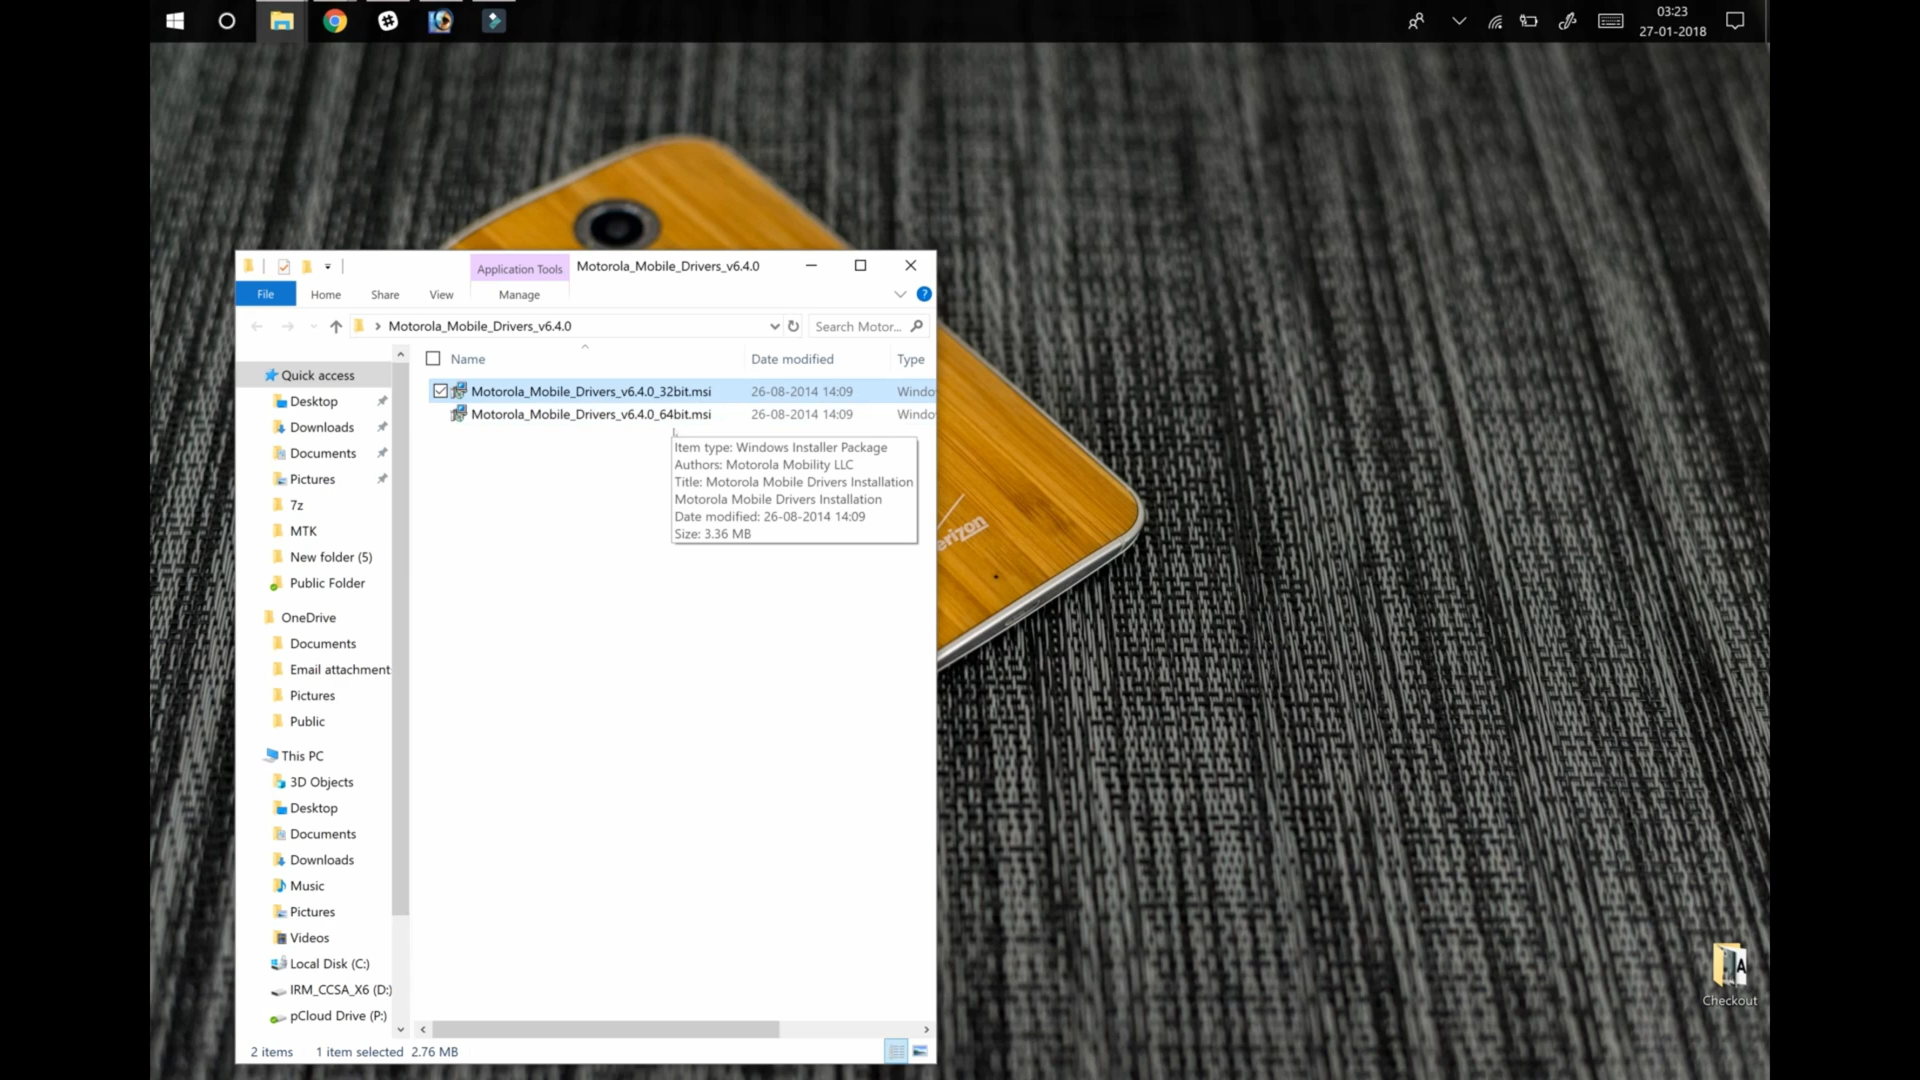 03:23
27-01-2018
Application Tools
Motorola_Mobile_Drivers_v6.4.0
File
Home
Share
View
Manage
Motorola_Mobile_Drivers_v6.4.0
Search Motor...
Name
Date modified
Type
Quick access
Motorola_Mobile_Drivers_v6.4.0_32bit.msi
26-08-2014 14:09
Windo
Motorola_Mobile_Drivers_v6.4.0_64bit.msi
26-08-2014 14:09
Windo
Item type: Windows Installer Package
Authors: Motorola Mobility LLC
Title: Motorola Mobile Drivers Installation
Motorola Mobile Drivers Installation
Date modified: 26-08-2014 14:09
Size: 3.36 MB
Desktop
Downloads
Documents
Pictures
7z
MTK
New folder (5)
Public Folder
OneDrive
Documents
Email attachment
Pictures
Public
This PC
3D Objects
Desktop
Documents
Downloads
Music
Pictures
Videos
Local Disk (C:)
IRM_CCSA_X6 (D:)
pCloud Drive (P:)
2 items
1 item selected 2.76 MB
erizon
Checkout